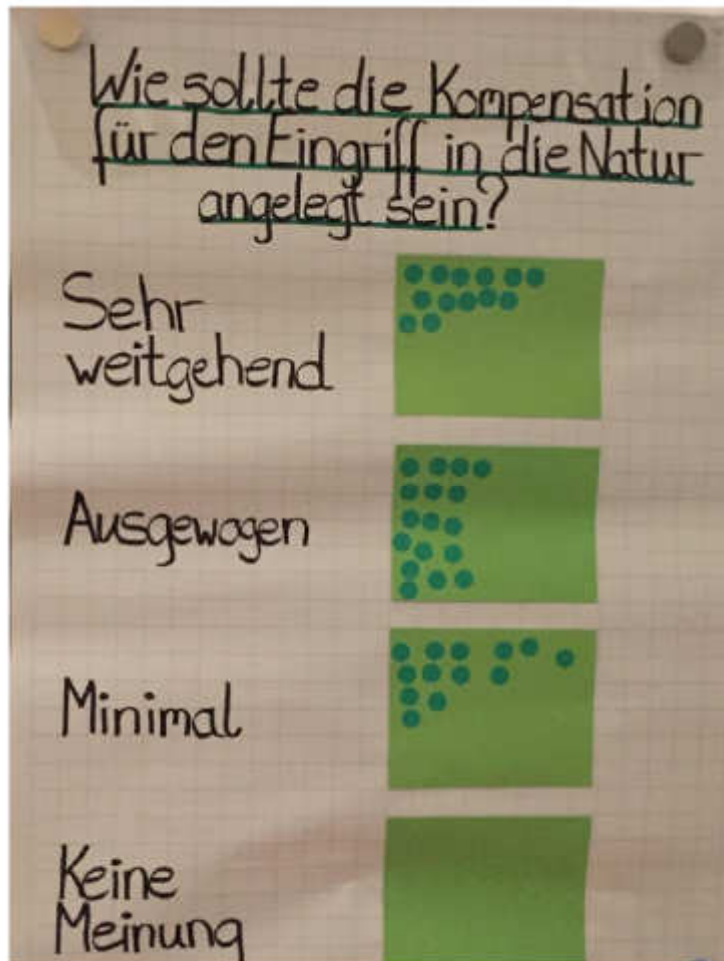 Wie sollte die Kompensation
für den Eingriff in die Natur
angelegt sein?
Sehr
weitgehend
Ausgewogen
Minimal
Keine
Meinung